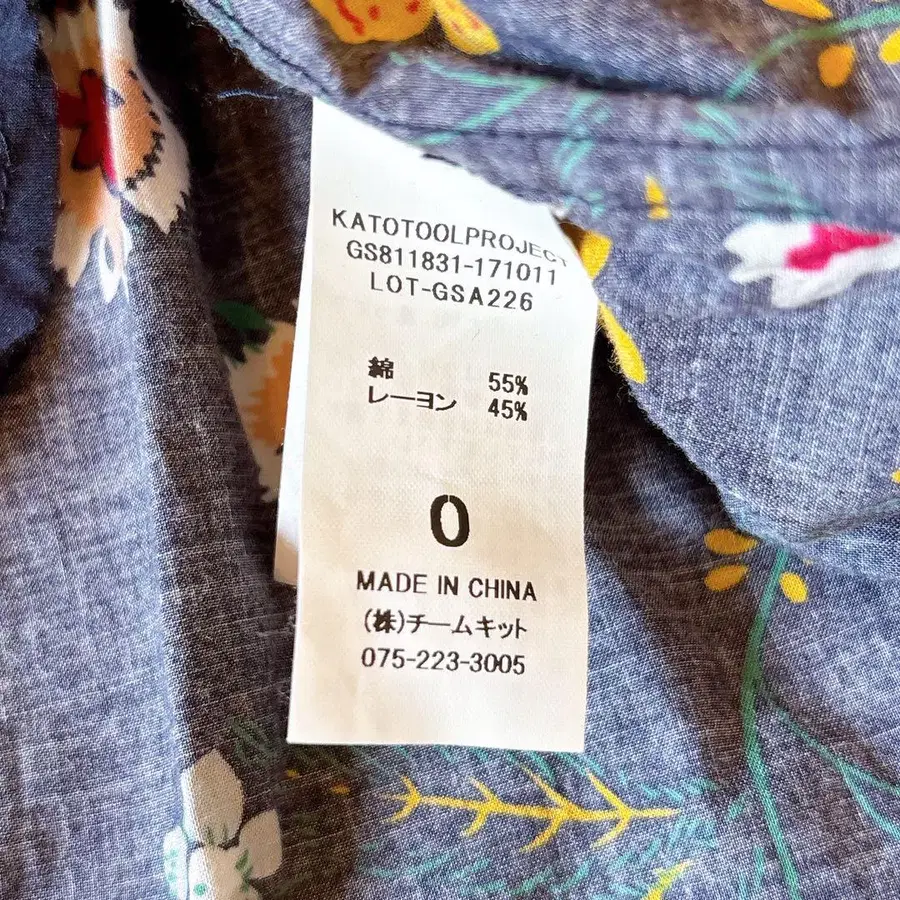 KATOTOOLPROJECT
GS811831-171011
LOT-GSA226
綿 55%
レーヨン 45%
0
MADE IN CHINA
(株)チームキット
075-223-3005